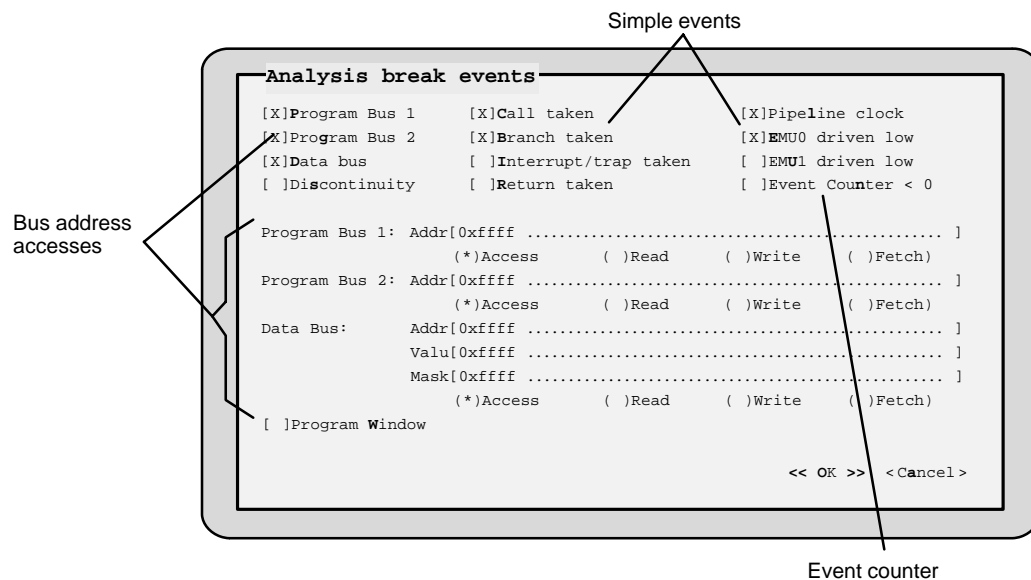 Simple events
Analysis break events
[X]Program Bus 1 [X]Call taken [X]Pipeline clock
[X]Program Bus 2 [X]Branch taken [X]EMU0 driven low
[X]Data bus [ ]Interrupt/trap taken [ ]EMU1 driven low
[ ]Discontinuity [ ]Return taken [ ]Event Counter < 0
Bus address
accesses
Program Bus 1: Addr[0xffff ................................................... ]
(*)Access ( )Read ( )Write ( )Fetch)
Program Bus 2: Addr[0xffff ................................................... ]
(*)Access ( )Read ( )Write ( )Fetch)
Data Bus: Addr[0xffff ................................................... ]
Valu[0xffff ................................................... ]
Mask[0xffff ................................................... ]
(*)Access ( )Read ( )Write ( )Fetch)
[ ]Program Window
<< OK >> <Cancel>
Event counter